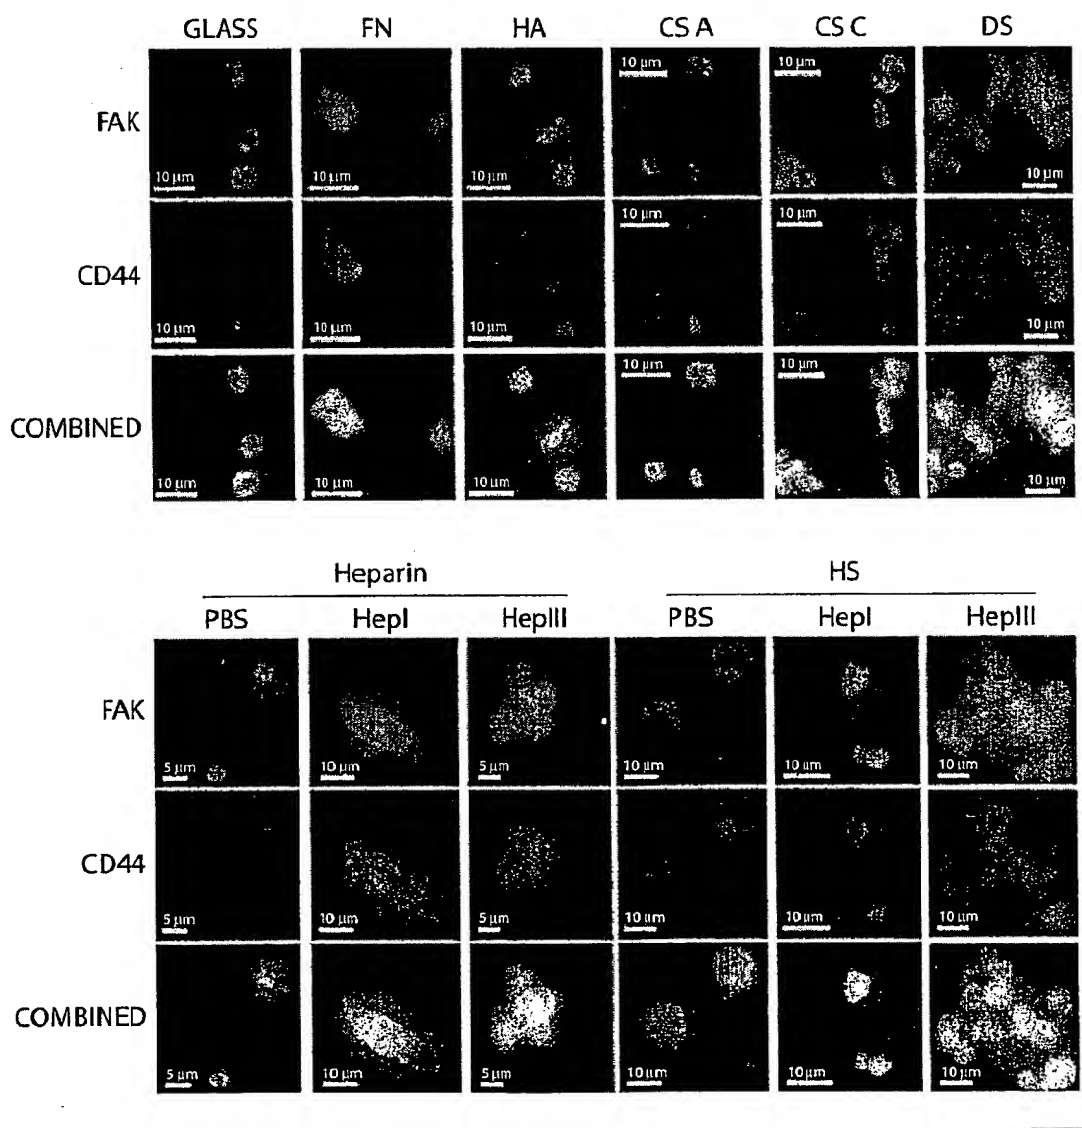 GLASS FN HA CS A CS C DS
10 µm 10 µm
FAK
10 µm 10 µm 10 µm 10 µm
10 µm 10 µm
CD44
10 µm 10 µm 10 µm 10 µm
10 µm 10 µm
COMBINED
10 µm 10 µm 10 µm 10 µm
Heparin HS
PBS HepI HepIII PBS HepI HepIII
FAK
5 µm 10 µm 5 µm 10 µm 10 µm 10 µm
CD44
5 µm 10 µm 5 µm 10 µm 10 µm 10 µm
COMBINED
5 µm 10 µm 5 µm 10 µm 10 µm 10 µm